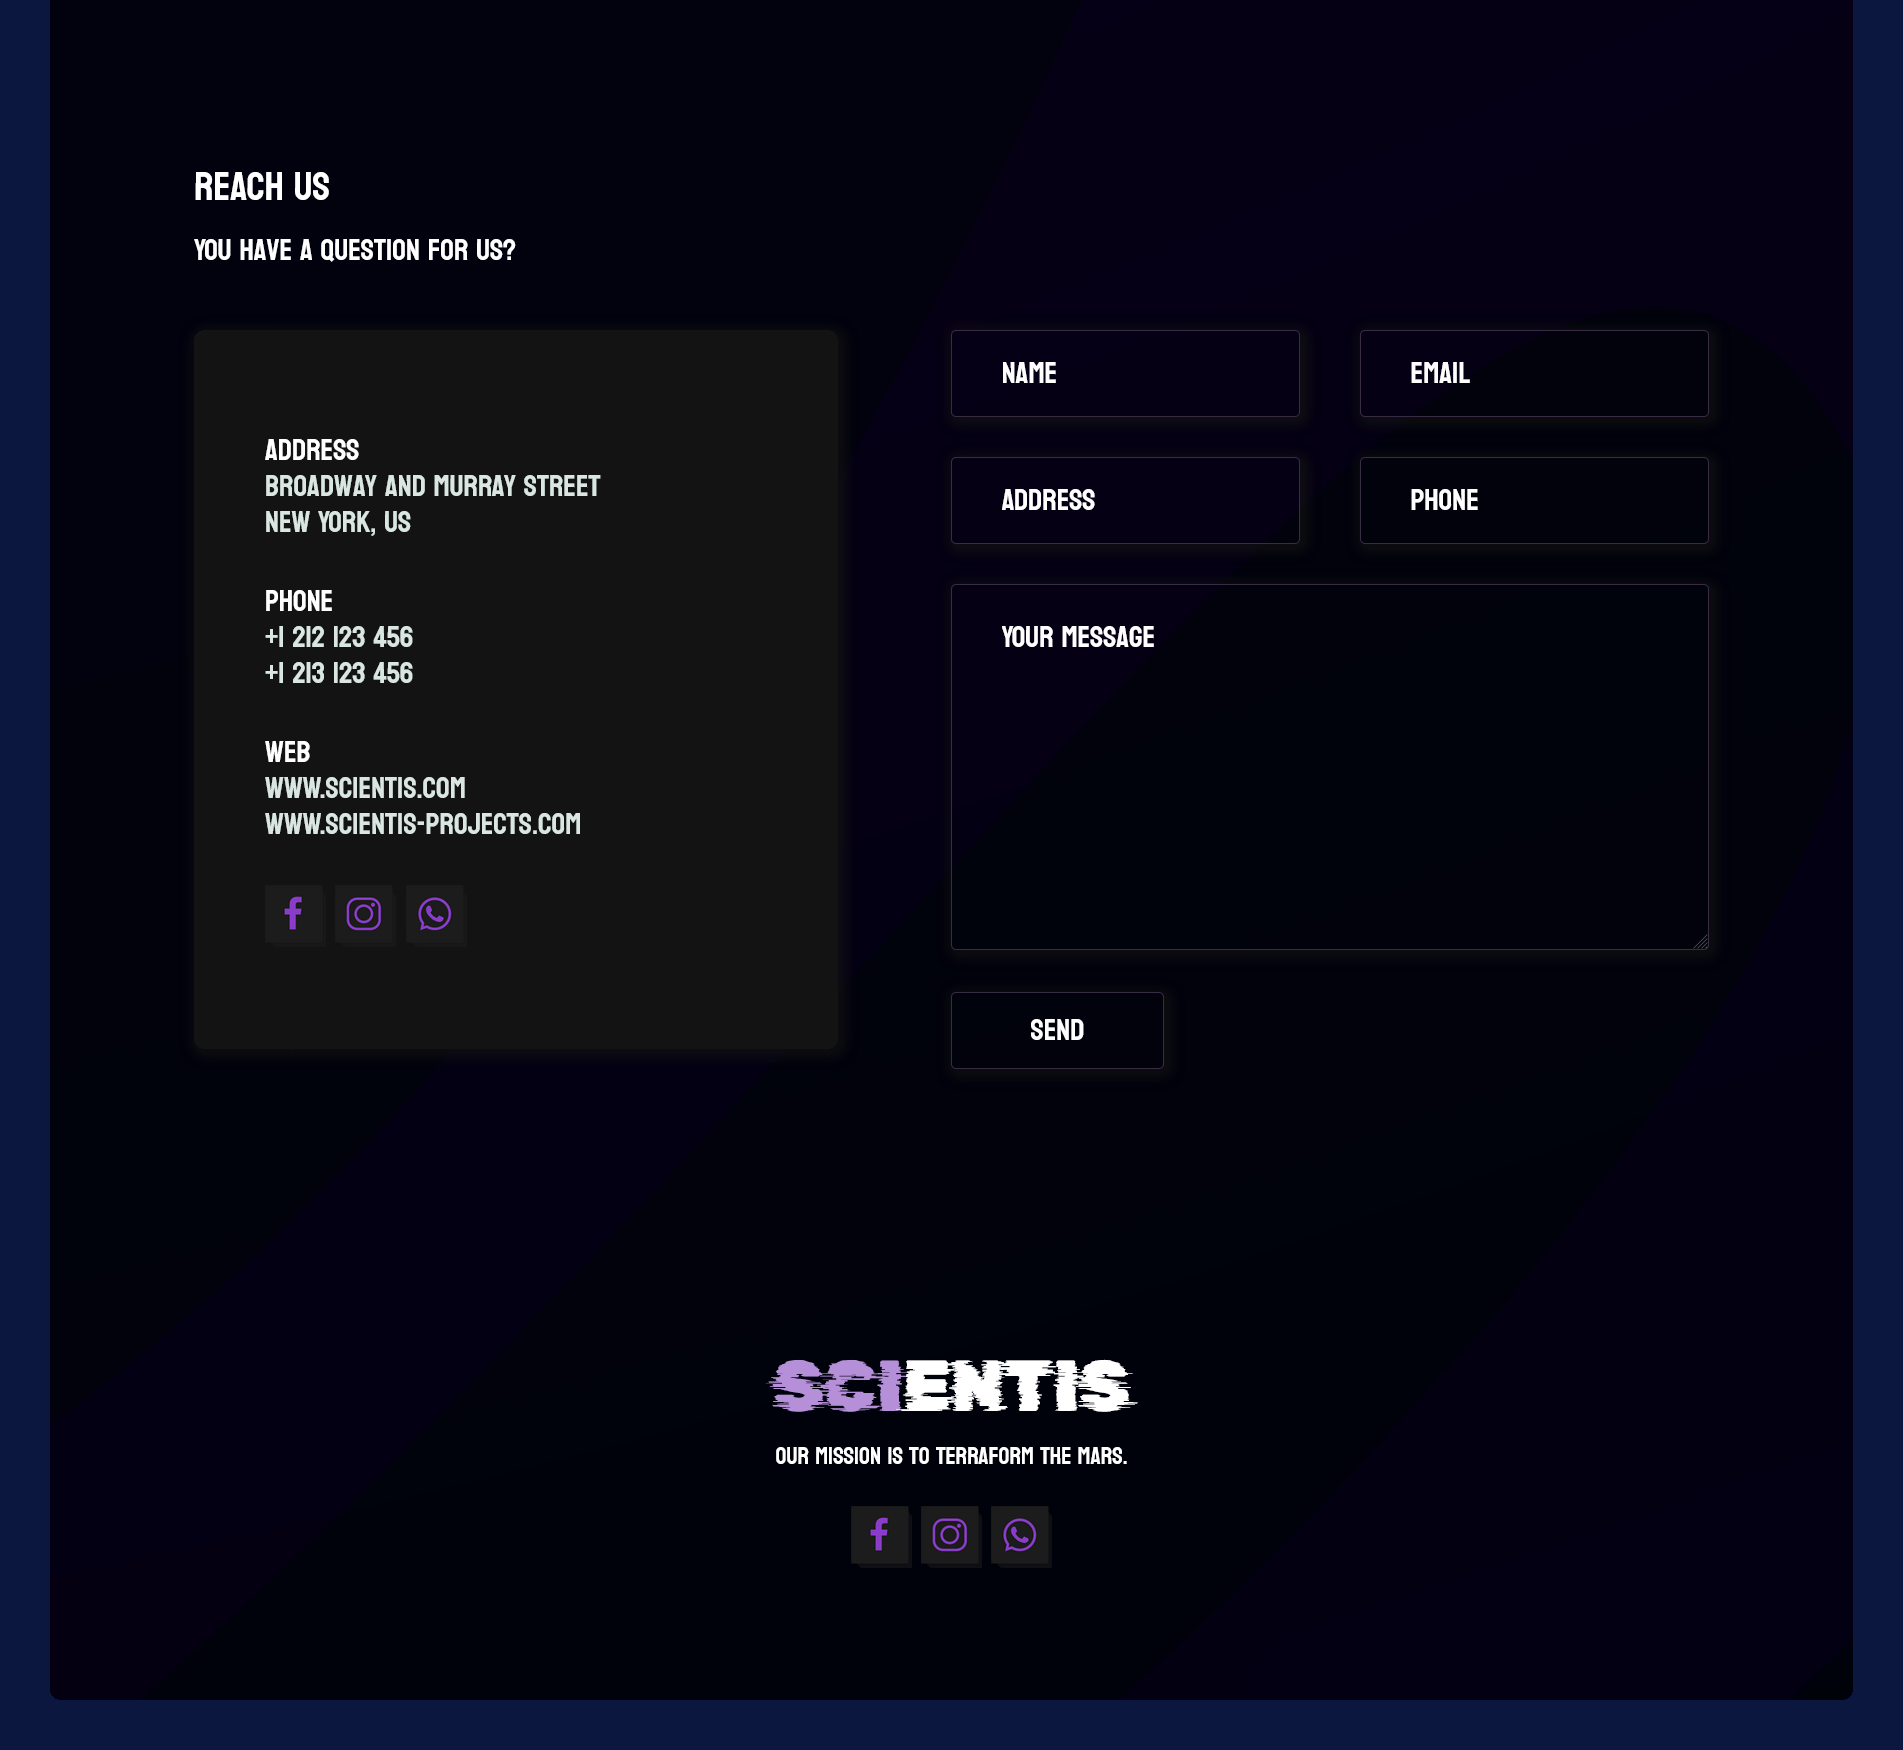 REACH US
YOU HAVE A QUESTION FOR US?
ADDRESS
BROADWAY AND MURRAY STREET
NEW YORK, US
PHONE
+1 212 123 456
+1 213 123 456
WEB
WWW.SCIENTIS.COM
WWW.SCIENTIS-PROJECTS.COM
NAME
EMAIL
ADDRESS
PHONE
YOUR MESSAGE
SEND
SCIENTIS
OUR MISSION IS TO TERRAFORM THE MARS.